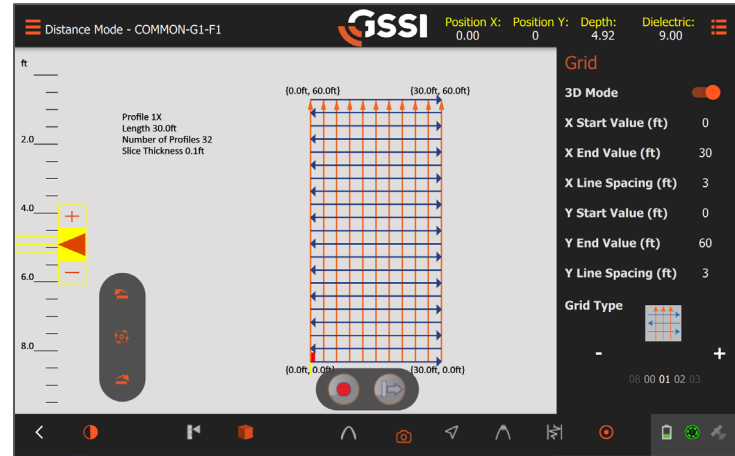 Distance Mode - COMMON-G1-F1
GSSI
Position X: Position Y: Depth: Dielectric:
0.00 0 4.92 9.00
ft
2.0
4.0
6.0
8.0
+
−
Profile 1X
Length 30.0ft
Number of Profiles 32
Slice Thickness 0.1ft
{0.0ft, 60.0ft} {30.0ft, 60.0ft}
{0.0ft, 0.0ft} {30.0ft, 0.0ft}
Grid
3D Mode
X Start Value (ft) 0
X End Value (ft) 30
X Line Spacing (ft) 3
Y Start Value (ft) 0
Y End Value (ft) 60
Y Line Spacing (ft) 3
Grid Type
- +
08 00 01 02 03